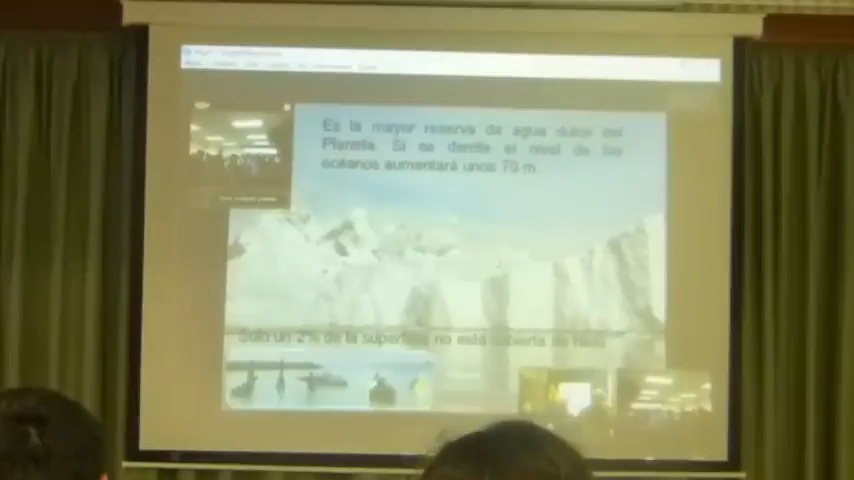 Es la mayor reserva de agua dulce del
Planeta. Si se derrite el nivel de los
océanos aumentará unos 70 m.
Solo un 2% de la superficie no está cubierta de hielo